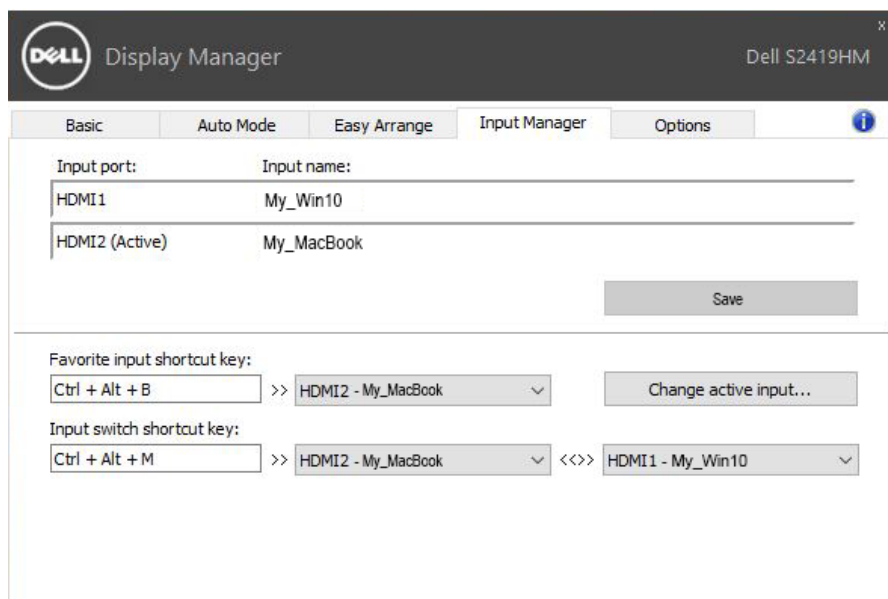 x
DELL Display Manager Dell S2419HM
Basic Auto Mode Easy Arrange Input Manager Options i
Input port: Input name:
HDMI1 My_Win10
HDMI2 (Active) My_MacBook
Save
Favorite input shortcut key:
Ctrl + Alt + B >> HDMI2 - My_MacBook Change active input...
Input switch shortcut key:
Ctrl + Alt + M >> HDMI2 - My_MacBook <<>> HDMI1 - My_Win10